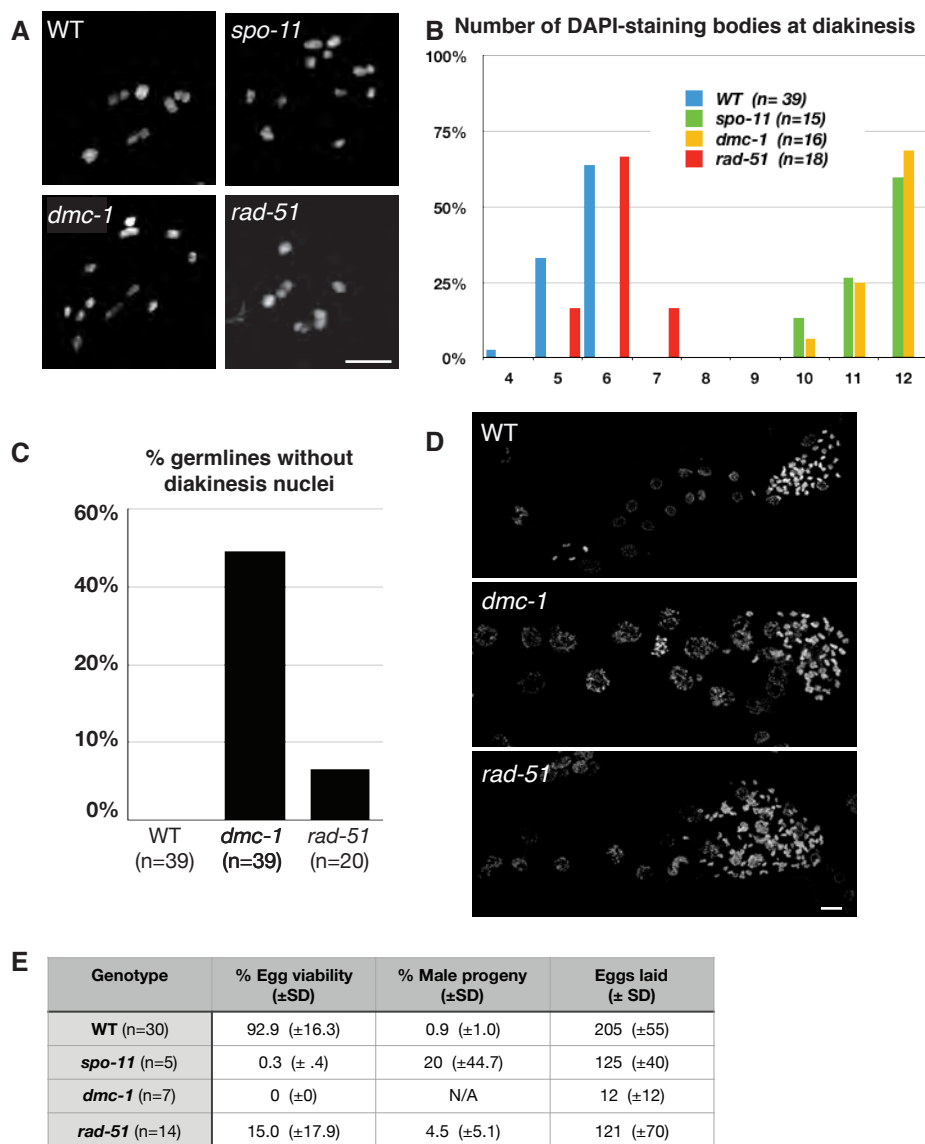 A
WT
spo-11
dmc-1
rad-51
B
Number of DAPI-staining bodies at diakinesis
100%
75%
50%
25%
0%
WT (n= 39)
spo-11 (n=15)
dmc-1 (n=16)
rad-51 (n=18)
4 5 6 7 8 9 10 11 12
C
% germlines without
diakinesis nuclei
60%
40%
20%
10%
0%
WT dmc-1 rad-51
(n=39) (n=39) (n=20)
D
WT
dmc-1
rad-51
E
Genotype % Egg viability % Male progeny Eggs laid
(±SD) (±SD) (± SD)
WT (n=30) 92.9 (±16.3) 0.9 (±1.0) 205 (±55)
spo-11 (n=5) 0.3 (± .4) 20 (±44.7) 125 (±40)
dmc-1 (n=7) 0 (±0) N/A 12 (±12)
rad-51 (n=14) 15.0 (±17.9) 4.5 (±5.1) 121 (±70)